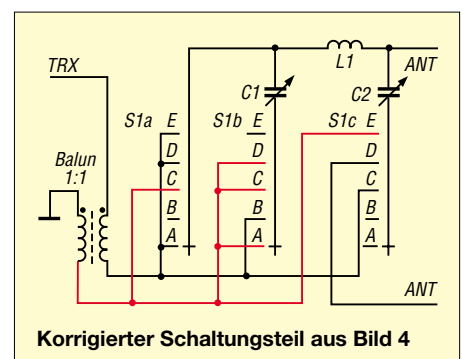 TRX
L1
ANT
C1
C2
S1a E
S1b E
S1c E
D
D
D
C
C
C
B
B
B
A
A
A
Balun
1:1
ANT
Korrigierter Schaltungsteil aus Bild 4